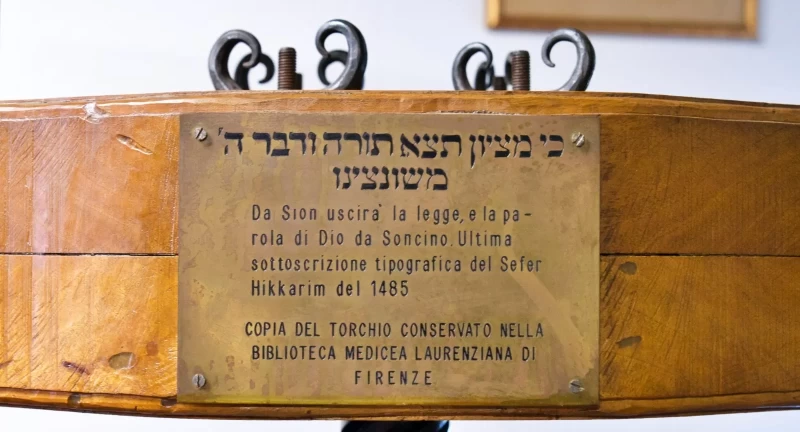 כי מציון תצא תורה ודבר ה'
משונצינו
Da Sion uscira' la legge, e la pa-
rola di Dio da Soncino. Ultima
sottoscrizione tipografica del Sefer
Hikkarim del 1485
COPIA DEL TORCHIO CONSERVATO NELLA
BIBLIOTECA MEDICEA LAURENZIANA DI
FIRENZE